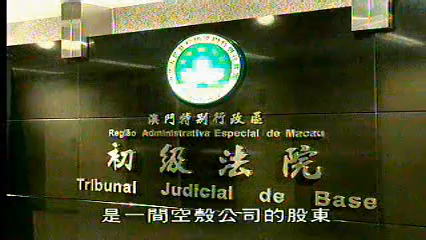 澳門特別行政區
Região Administrativa Especial de Macau
初級法院
Tribunal Judicial de Base
是一間空殼公司的股東